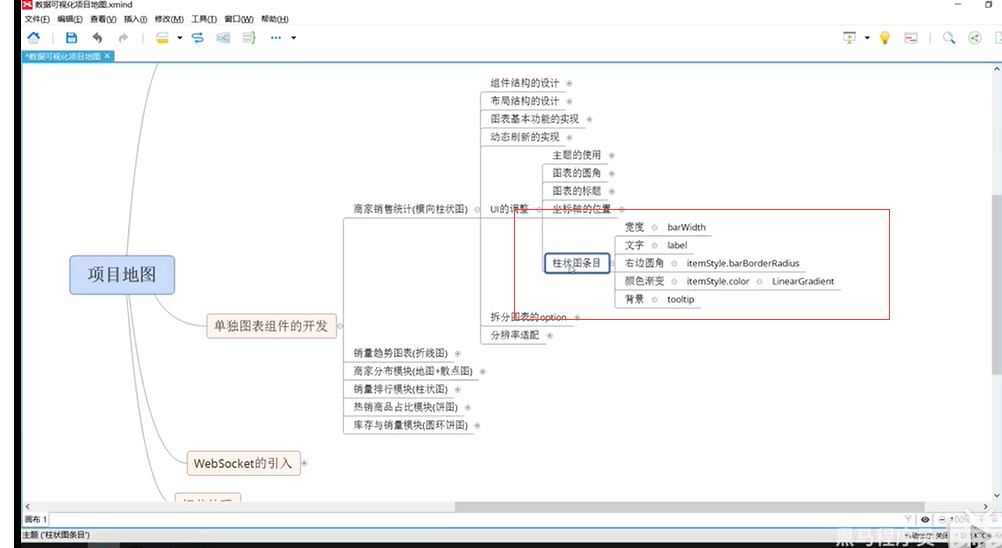 数据可视化项目地图.xmind
文件(F) 编辑(E) 查看(V) 插入(I) 修改(M) 工具(T) 窗口(W) 帮助(H)
*数据可视化项目地图
组件结构的设计
布局结构的设计
图表基本功能的实现
动态刷新的实现
主题的使用
图表的圆角
图表的标题
商家销售统计(横向柱状图) UI的调整 坐标轴的位置
宽度 barWidth
文字 label
项目地图 柱状图条目 右边圆角 itemStyle.barBorderRadius
颜色渐变 itemStyle.color LinearGradient
背景 tooltip
拆分图表的option
单独图表组件的开发
分辨率适配
销量趋势图表(折线图)
商家分布模块(地图+散点图)
销量排行模块(柱状图)
热销商品占比模块(饼图)
库存与销量模块(圆环饼图)
WebSocket的引入
画布 1
100%
主题 ('柱状图条目')
黑马程序员